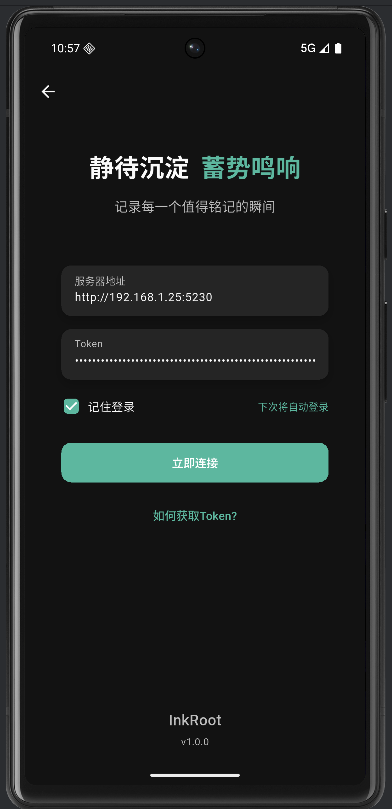 10:57
5G
静待沉淀 蓄势鸣响
记录每一个值得铭记的瞬间
服务器地址
http://192.168.1.25:5230
Token
记住登录
下次将自动登录
立即连接
如何获取Token?
InkRoot
v1.0.0